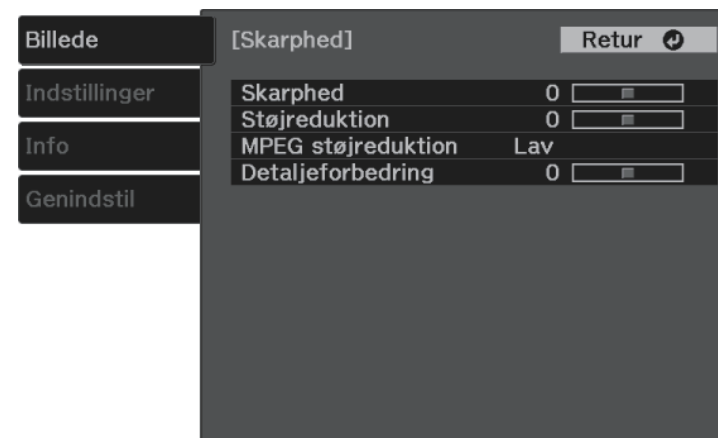 Billede
Indstillinger
Info
Genindstil
[Skarphed]
Retur
Skarphed 0
Støjreduktion 0
MPEG støjreduktion Lav
Detaljeforbedring 0